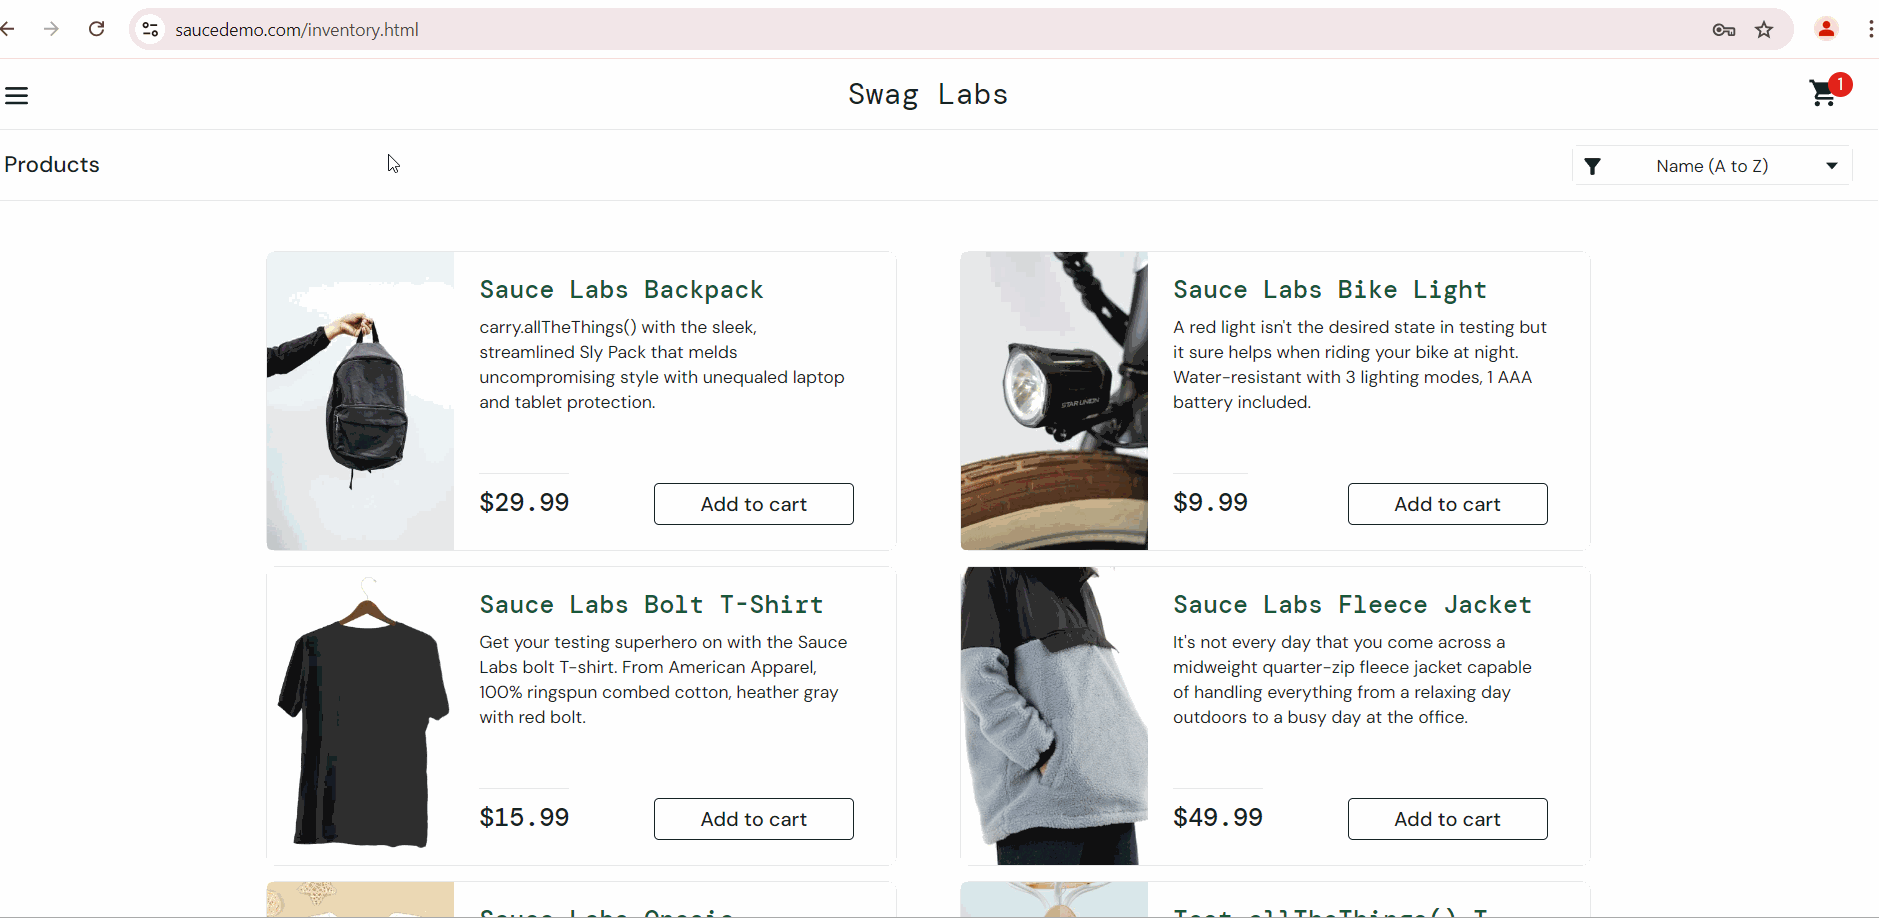 saucedemo.com/inventory.html
Swag Labs
1
Products
Name (A to Z)
Sauce Labs Backpack
carry.allTheThings() with the sleek,
streamlined Sly Pack that melds
uncompromising style with unequaled laptop
and tablet protection.
$29.99
Add to cart
Sauce Labs Bike Light
A red light isn't the desired state in testing but
it sure helps when riding your bike at night.
Water-resistant with 3 lighting modes, 1 AAA
battery included.
STAR UNION
$9.99
Add to cart
Sauce Labs Bolt T-Shirt
Get your testing superhero on with the Sauce
Labs bolt T-shirt. From American Apparel,
100% ringspun combed cotton, heather gray
with red bolt.
$15.99
Add to cart
Sauce Labs Fleece Jacket
It's not every day that you come across a
midweight quarter-zip fleece jacket capable
of handling everything from a relaxing day
outdoors to a busy day at the office.
$49.99
Add to cart
Sauce Labs Onesie
Test.allTheThings() T